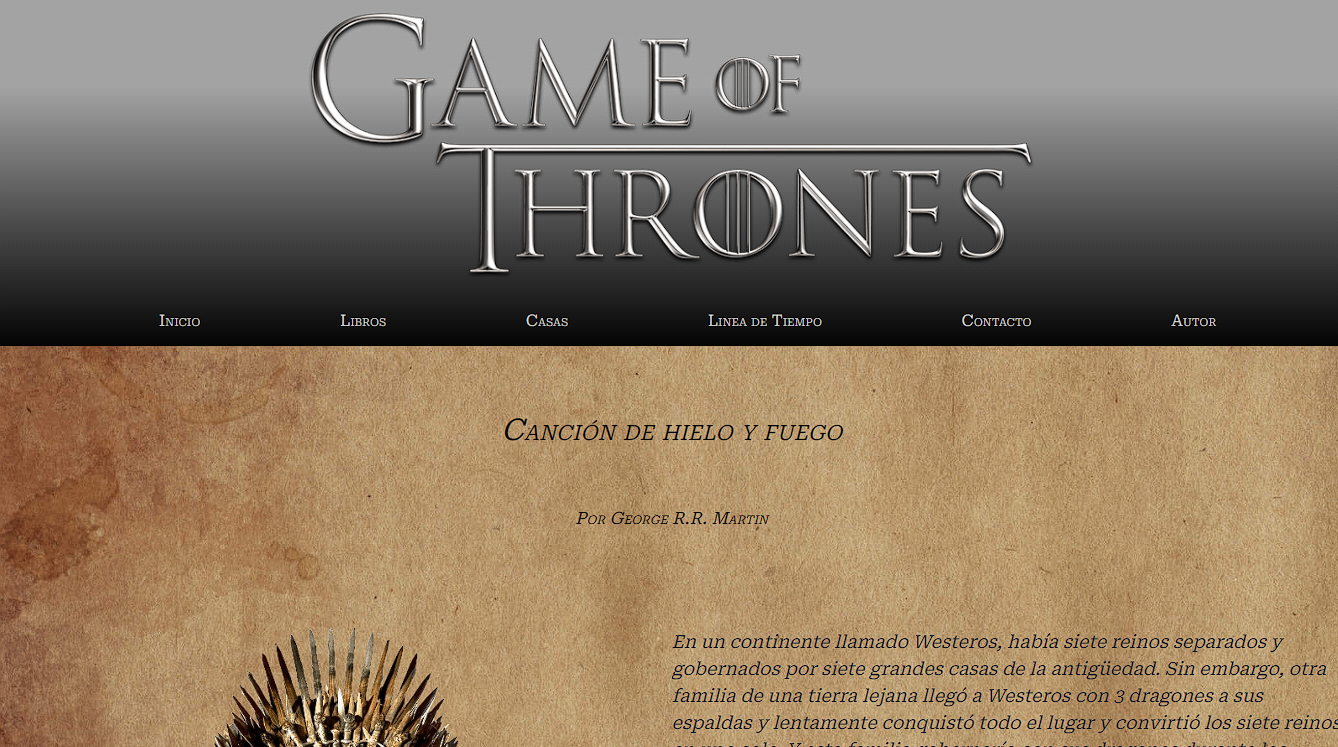 GAME OF
THRONES
Inicio Libros Casas Linea de Tiempo Contacto Autor
Canción de hielo y fuego
Por George R.R. Martin
En un continente llamado Westeros, había siete reinos separados y
gobernados por siete grandes casas de la antigüedad. Sin embargo, otra
familia de una tierra lejana llegó a Westeros con 3 dragones a sus
espaldas y lentamente conquistó todo el lugar y convirtió los siete reinos